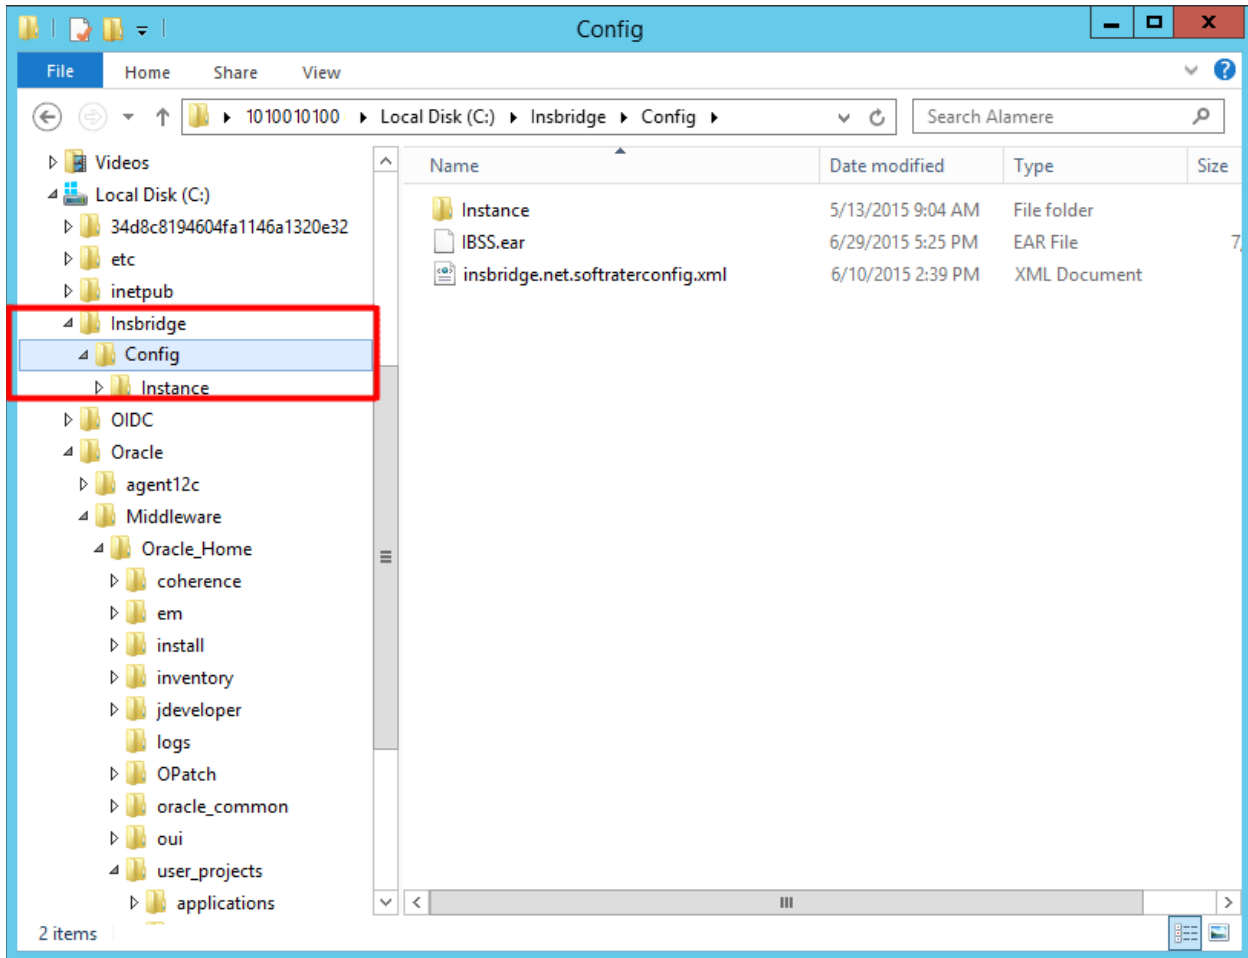 Config
File Home Share View
1010010100 Local Disk (C:) Insbridge Config Search Alamere
Name Date modified Type Size
Videos
Local Disk (C:)
34d8c8194604fa1146a1320e32
etc
inetpub
Insbridge
Config
Instance
OIDC
Oracle
agent12c
Middleware
Oracle_Home
coherence
em
install
inventory
jdeveloper
logs
OPatch
oracle_common
oui
user_projects
applications
Instance 5/13/2015 9:04 AM File folder
IBSS.ear 6/29/2015 5:25 PM EAR File 7,
insbridge.net.softraterconfig.xml 6/10/2015 2:39 PM XML Document
2 items